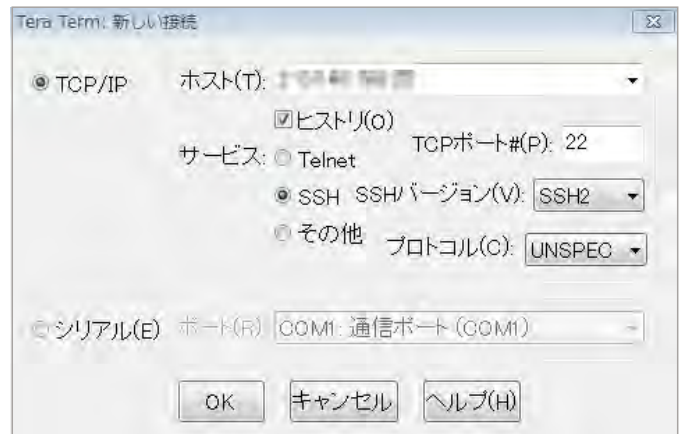 Tera Term: 新しい接続
TCP/IP
ホスト(T):
ヒストリ(O)
サービス:
Telnet
TCPポート#(P): 22
SSH
SSHバージョン(V): SSH2
その他
プロトコル(C): UNSPEC
シリアル(E)
ポート(R)
COM1: 通信ポート (COM1)
OK
キャンセル
ヘルプ(H)